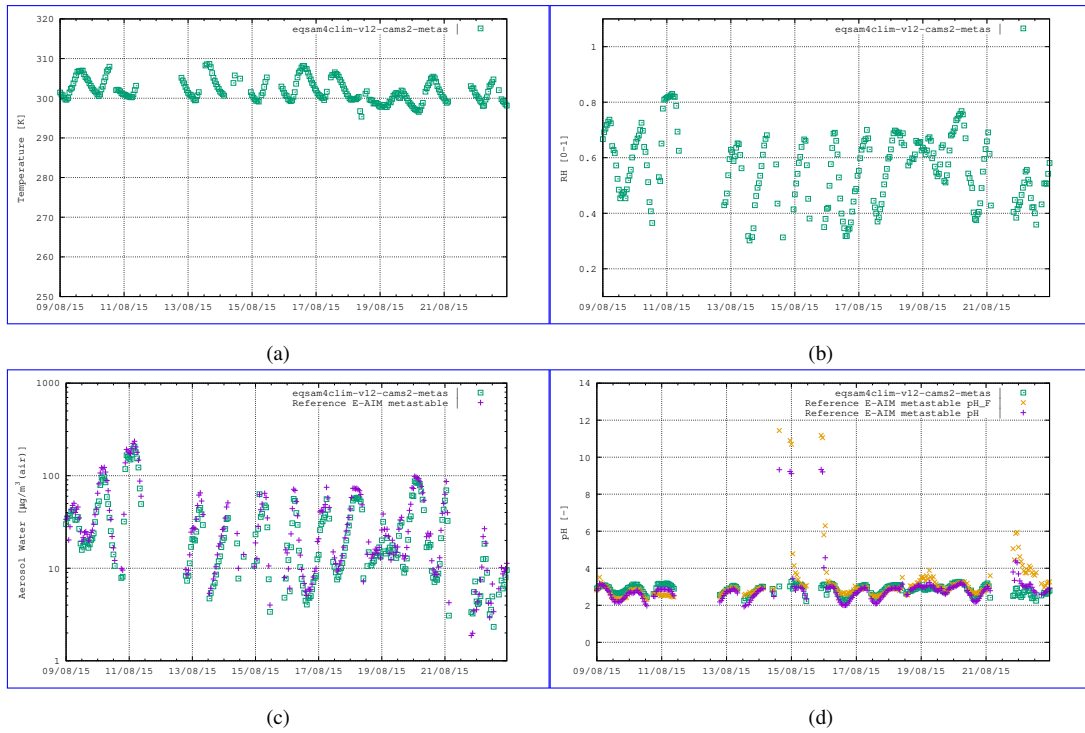 eqsam4clim-v12-cams2-metas
320
310
300
290
280
270
260
250
Temperature [K]
09/08/15 11/08/15 13/08/15 15/08/15 17/08/15 19/08/15 21/08/15
(a)
eqsam4clim-v12-cams2-metas
1
0.8
0.6
0.4
0.2
RH [0-1]
09/08/15 11/08/15 13/08/15 15/08/15 17/08/15 19/08/15 21/08/15
(b)
eqsam4clim-v12-cams2-metas
Reference E-AIM metastable
1000
100
10
1
Aerosol Water [µg/m³(air)]
09/08/15 11/08/15 13/08/15 15/08/15 17/08/15 19/08/15 21/08/15
(c)
eqsam4clim-v12-cams2-metas
Reference E-AIM metastable pH_F
Reference E-AIM metastable pH
14
12
10
8
6
4
2
0
pH [-]
09/08/15 11/08/15 13/08/15 15/08/15 17/08/15 19/08/15 21/08/15
(d)